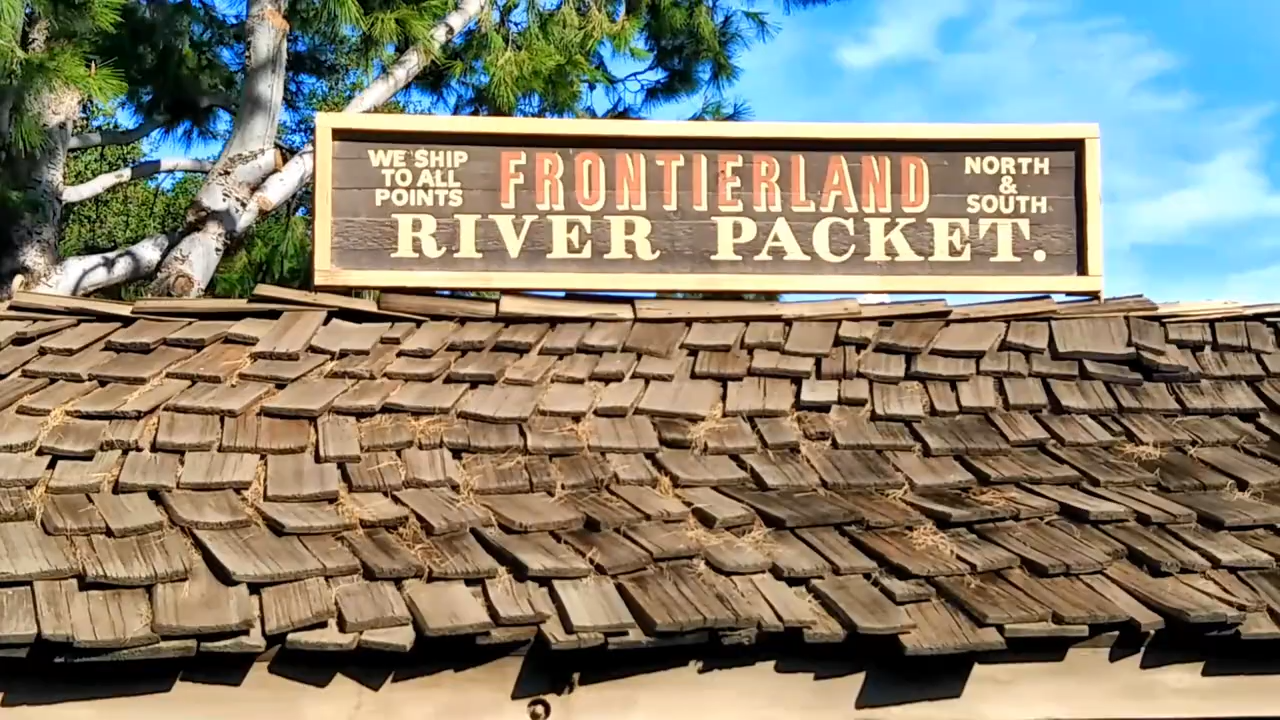 WE SHIP
TO ALL
POINTS
FRONTIERLAND
RIVER PACKET.
NORTH
&
SOUTH